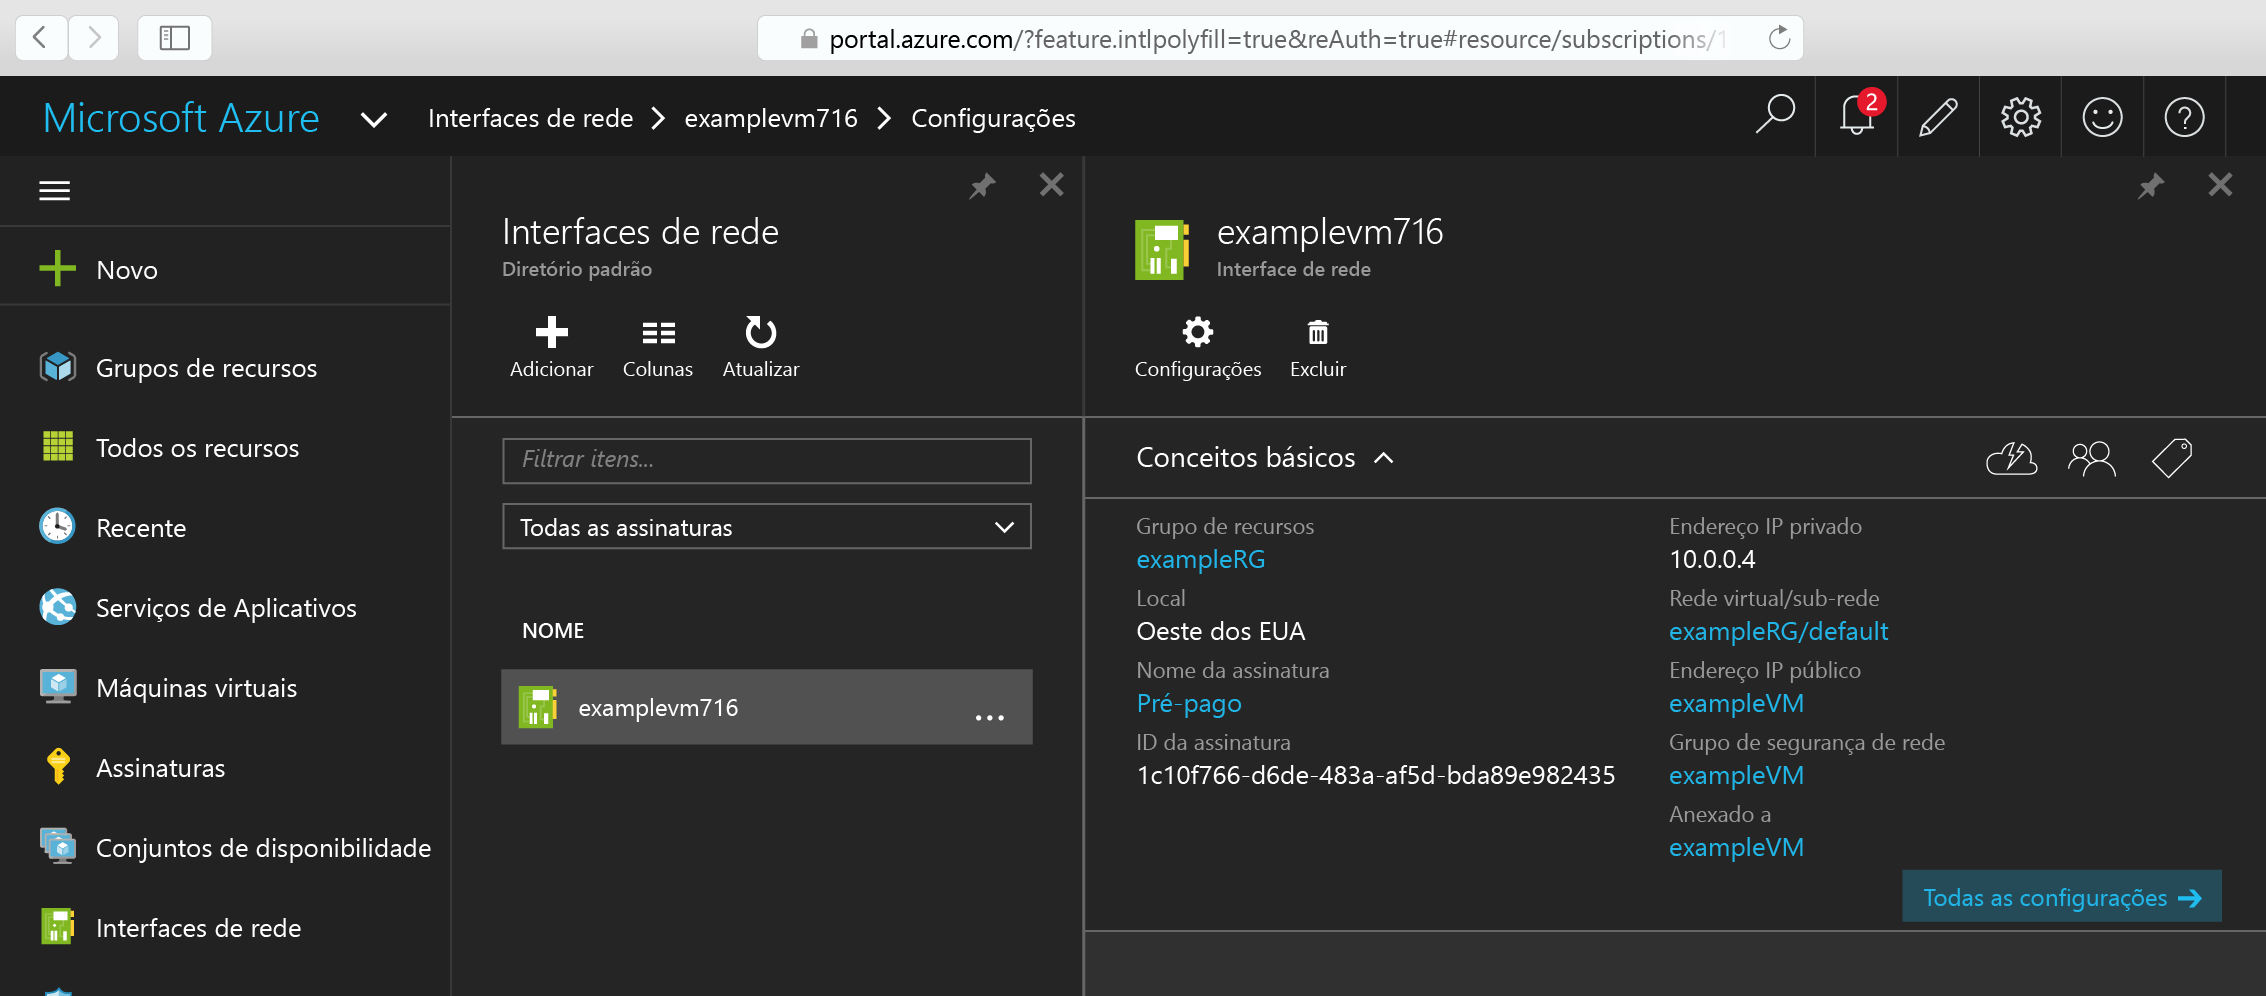 portal.azure.com/?feature.intlpolyfill=true&reAuth=true#resource/subscriptions/1
Microsoft Azure
Interfaces de rede
examplevm716
Configurações
2
Novo
Grupos de recursos
Todos os recursos
Recente
Serviços de Aplicativos
Máquinas virtuais
Assinaturas
Conjuntos de disponibilidade
Interfaces de rede
Interfaces de rede
Diretório padrão
Adicionar
Colunas
Atualizar
Filtrar itens...
Todas as assinaturas
NOME
examplevm716
...
examplevm716
Interface de rede
Configurações
Excluir
Conceitos básicos
Grupo de recursos
exampleRG
Local
Oeste dos EUA
Nome da assinatura
Pré-pago
ID da assinatura
1c10f766-d6de-483a-af5d-bda89e982435
Endereço IP privado
10.0.0.4
Rede virtual/sub-rede
exampleRG/default
Endereço IP público
exampleVM
Grupo de segurança de rede
exampleVM
Anexado a
exampleVM
Todas as configurações